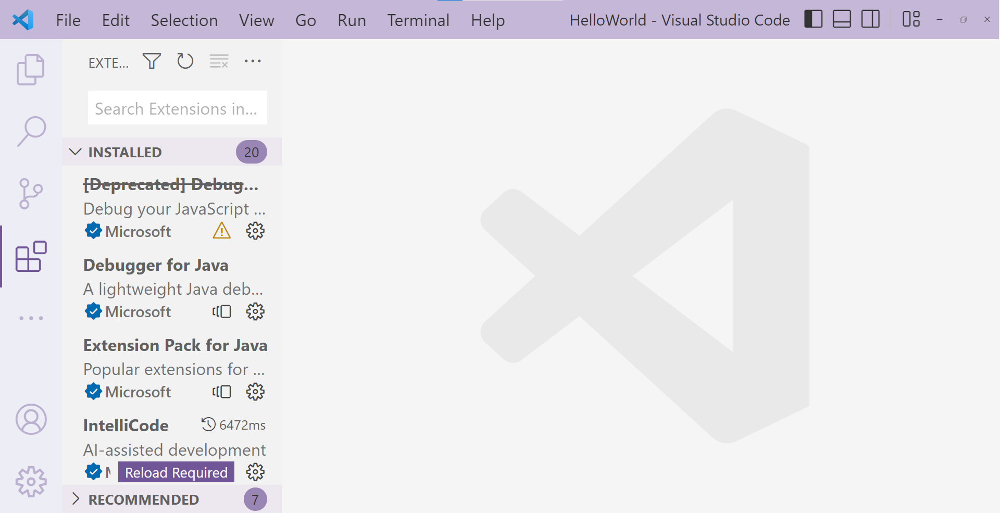 File Edit Selection View Go Run Terminal Help HelloWorld - Visual Studio Code
EXTE...
Search Extensions in...
INSTALLED 20
[Deprecated] Debug...
Debug your JavaScript ...
Microsoft
Debugger for Java
A lightweight Java deb...
Microsoft
Extension Pack for Java
Popular extensions for ...
Microsoft
IntelliCode 6472ms
AI-assisted development
Reload Required
RECOMMENDED 7